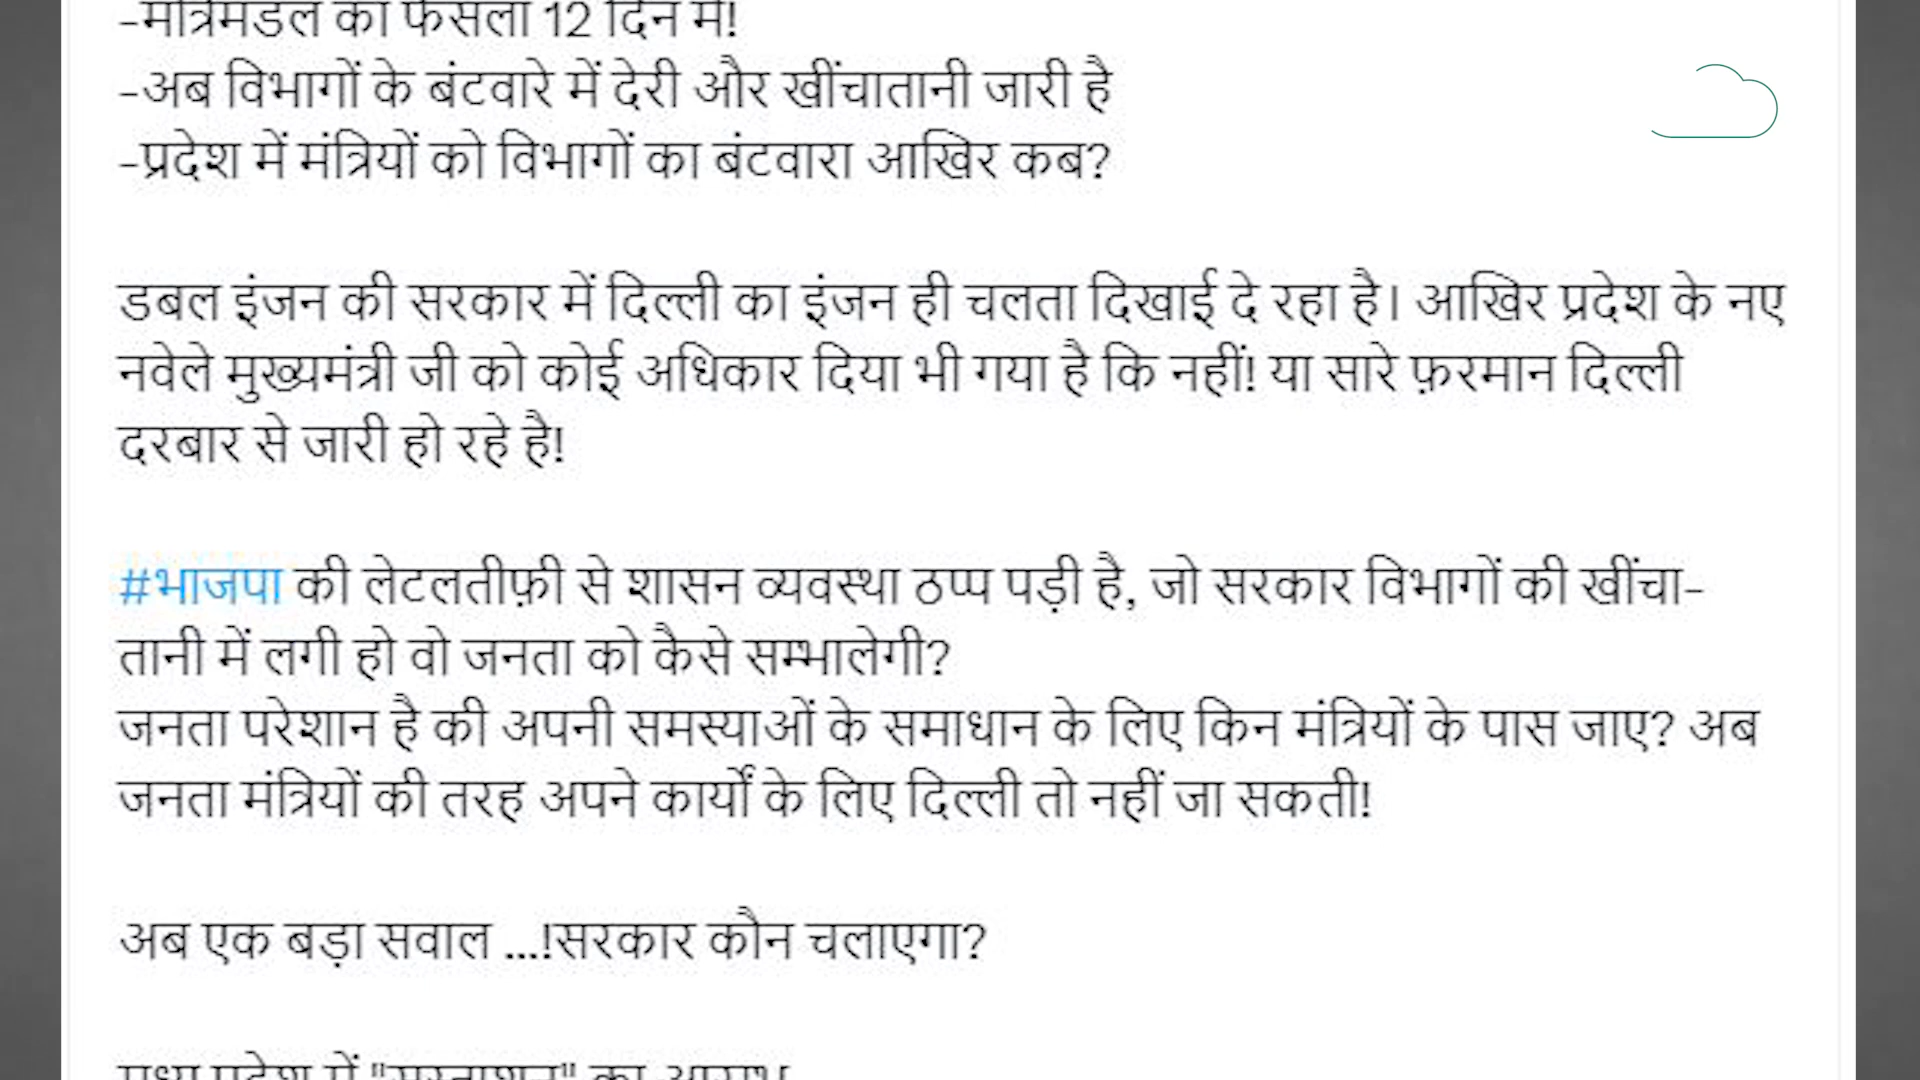 -मंत्रिमंडल का फैसला 12 दिन में!
-अब विभागों के बंटवारे में देरी और खींचातानी जारी है
-प्रदेश में मंत्रियों को विभागों का बंटवारा आखिर कब?
डबल इंजन की सरकार में दिल्ली का इंजन ही चलता दिखाई दे रहा है। आखिर प्रदेश के नए
नवेले मुख्यमंत्री जी को कोई अधिकार दिया भी गया है कि नहीं! या सारे फ़रमान दिल्ली
दरबार से जारी हो रहे है!
#भाजपा की लेटलतीफ़ी से शासन व्यवस्था ठप्प पड़ी है, जो सरकार विभागों की खींचा-
तानी में लगी हो वो जनता को कैसे सम्भालेगी?
जनता परेशान है की अपनी समस्याओं के समाधान के लिए किन मंत्रियों के पास जाए? अब
जनता मंत्रियों की तरह अपने कार्यों के लिए दिल्ली तो नहीं जा सकती!
अब एक बड़ा सवाल ...!सरकार कौन चलाएगा?
मध्य प्रदेश में का